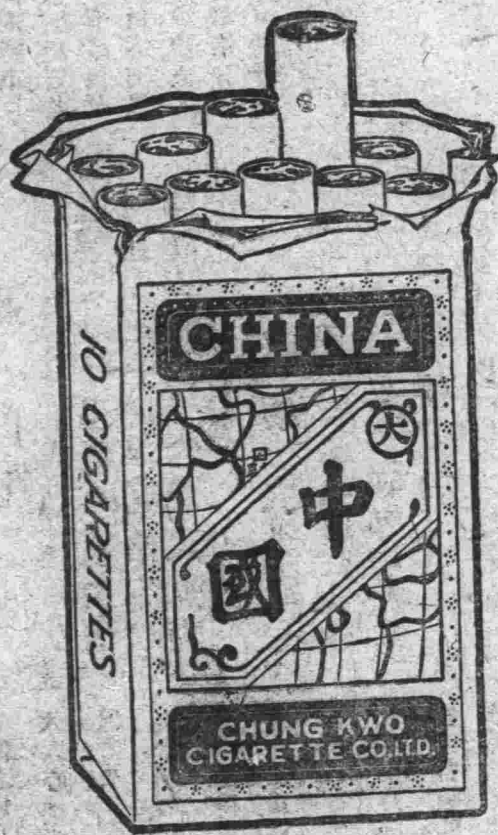 CHINA
大
中
國
10 CIGARETTES
CHUNG KWO
CIGARETTE CO. LTD.